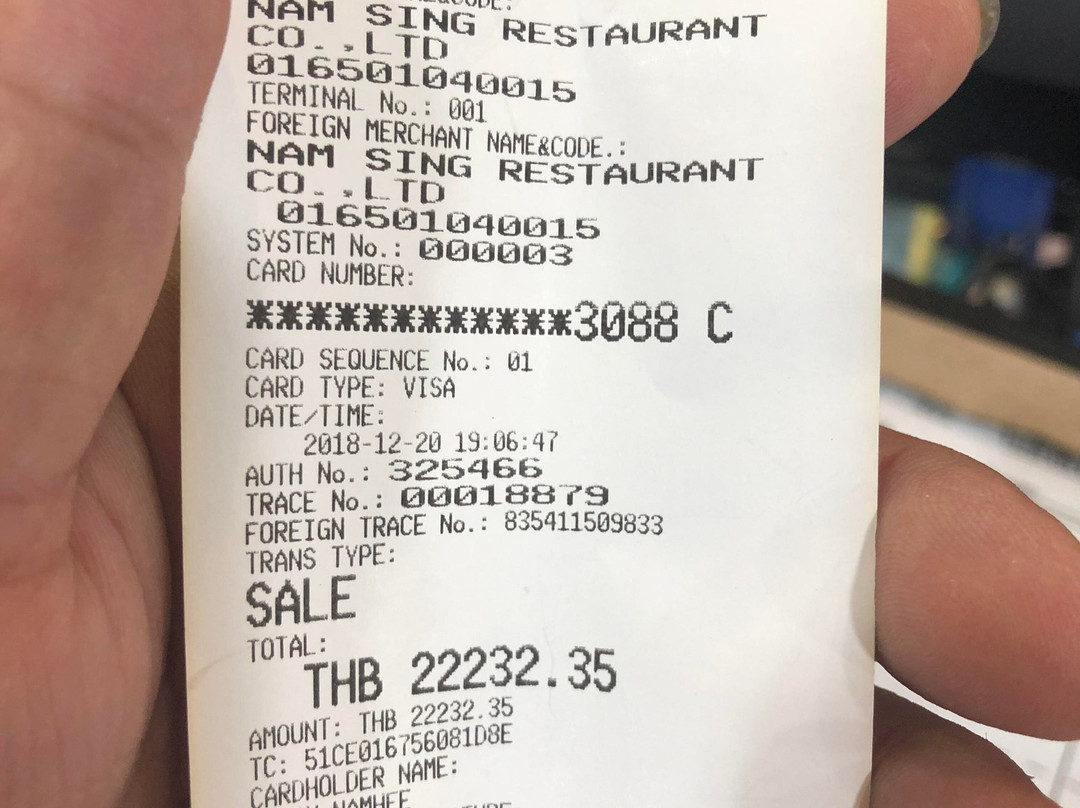 NAM SING RESTAURANT
CO.,LTD
016501040015
TERMINAL No.: 001
FOREIGN MERCHANT NAME&CODE.:
NAM SING RESTAURANT
CO.,LTD
016501040015
SYSTEM No.: 000003
CARD NUMBER:
************3088 C
CARD SEQUENCE No.: 01
CARD TYPE: VISA
DATE/TIME:
2018-12-20 19:06:47
AUTH No.: 325466
TRACE No.: 00018879
FOREIGN TRACE No.: 835411509833
TRANS TYPE:
SALE
TOTAL:
THB 22232.35
AMOUNT: THB 22232.35
TC: 51CE016756081D8E
CARDHOLDER NAME: